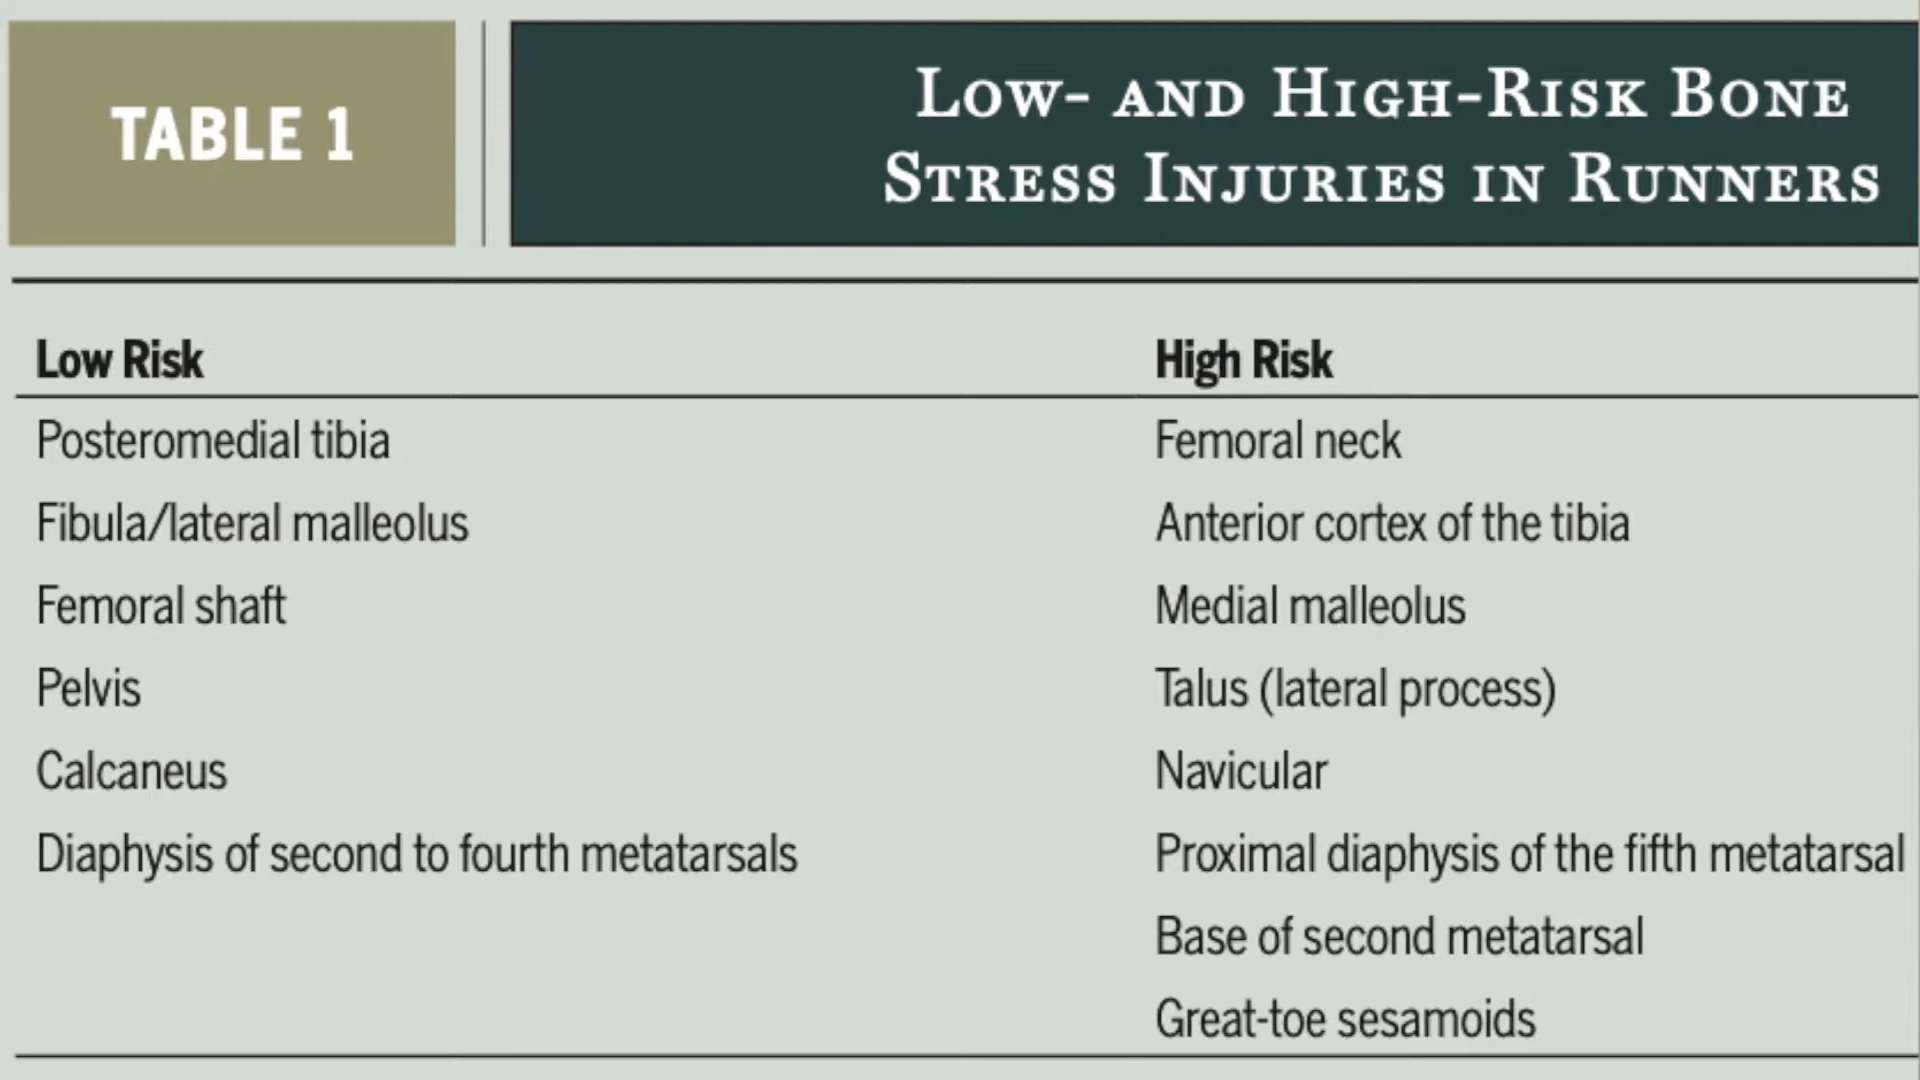 TABLE 1
Low- and High-Risk Bone
Stress Injuries in Runners
Low Risk High Risk
Posteromedial tibia Femoral neck
Fibula/lateral malleolus Anterior cortex of the tibia
Femoral shaft Medial malleolus
Pelvis Talus (lateral process)
Calcaneus Navicular
Diaphysis of second to fourth metatarsals Proximal diaphysis of the fifth metatarsal
Base of second metatarsal
Great-toe sesamoids